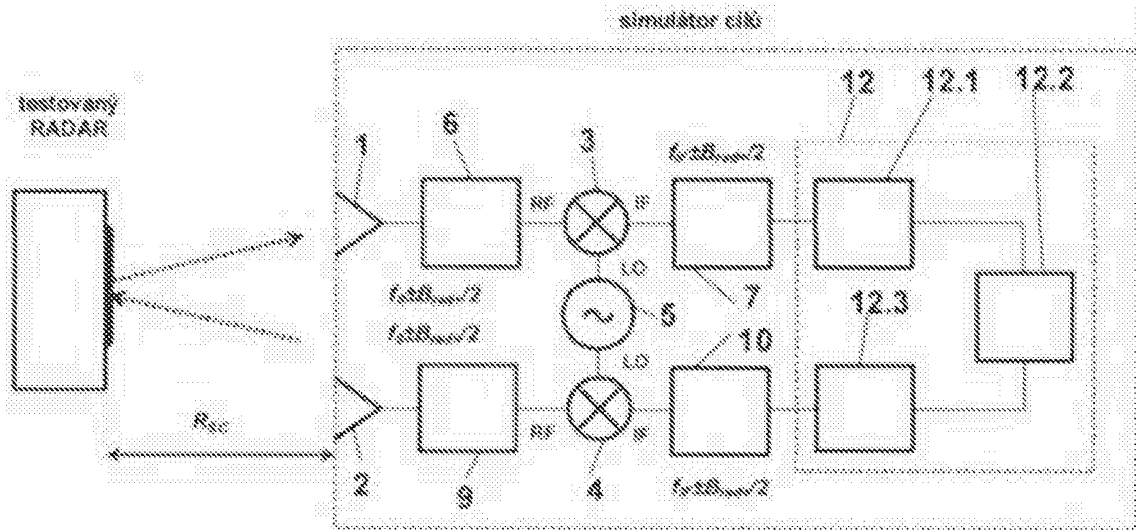 simulátor cílů
testovaný
RADAR
12
12.1
12.2
1
6
3
RF
IF
LO
7
5
12.3
LO
10
RF
IF
R_SC
2
9
4